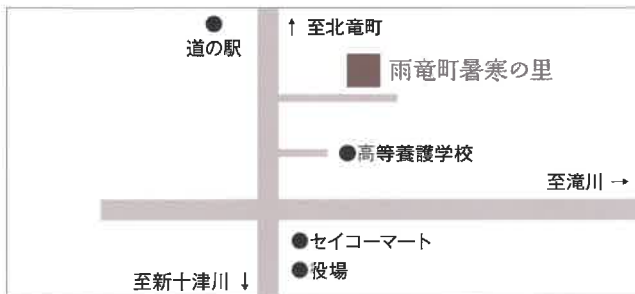 ↑ 至北竜町
道の駅
雨竜町暑寒の里
高等養護学校
至滝川 →
セイコーマート
役場
至新十津川 ↓